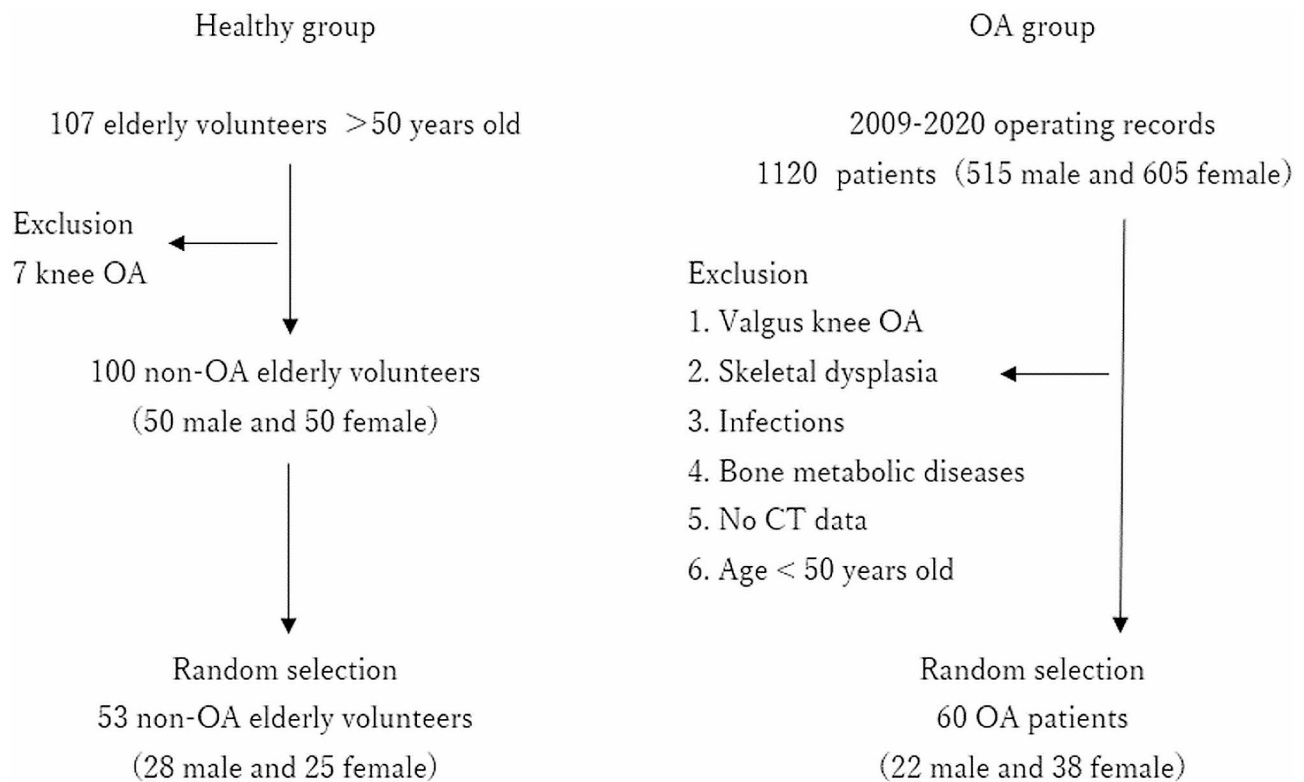 Healthy group
107 elderly volunteers >50 years old
Exclusion
7 knee OA
100 non-OA elderly volunteers
(50 male and 50 female)
Random selection
53 non-OA elderly volunteers
(28 male and 25 female)
OA group
2009-2020 operating records
1120 patients (515 male and 605 female)
Exclusion
1. Valgus knee OA
2. Skeletal dysplasia
3. Infections
4. Bone metabolic diseases
5. No CT data
6. Age < 50 years old
Random selection
60 OA patients
(22 male and 38 female)